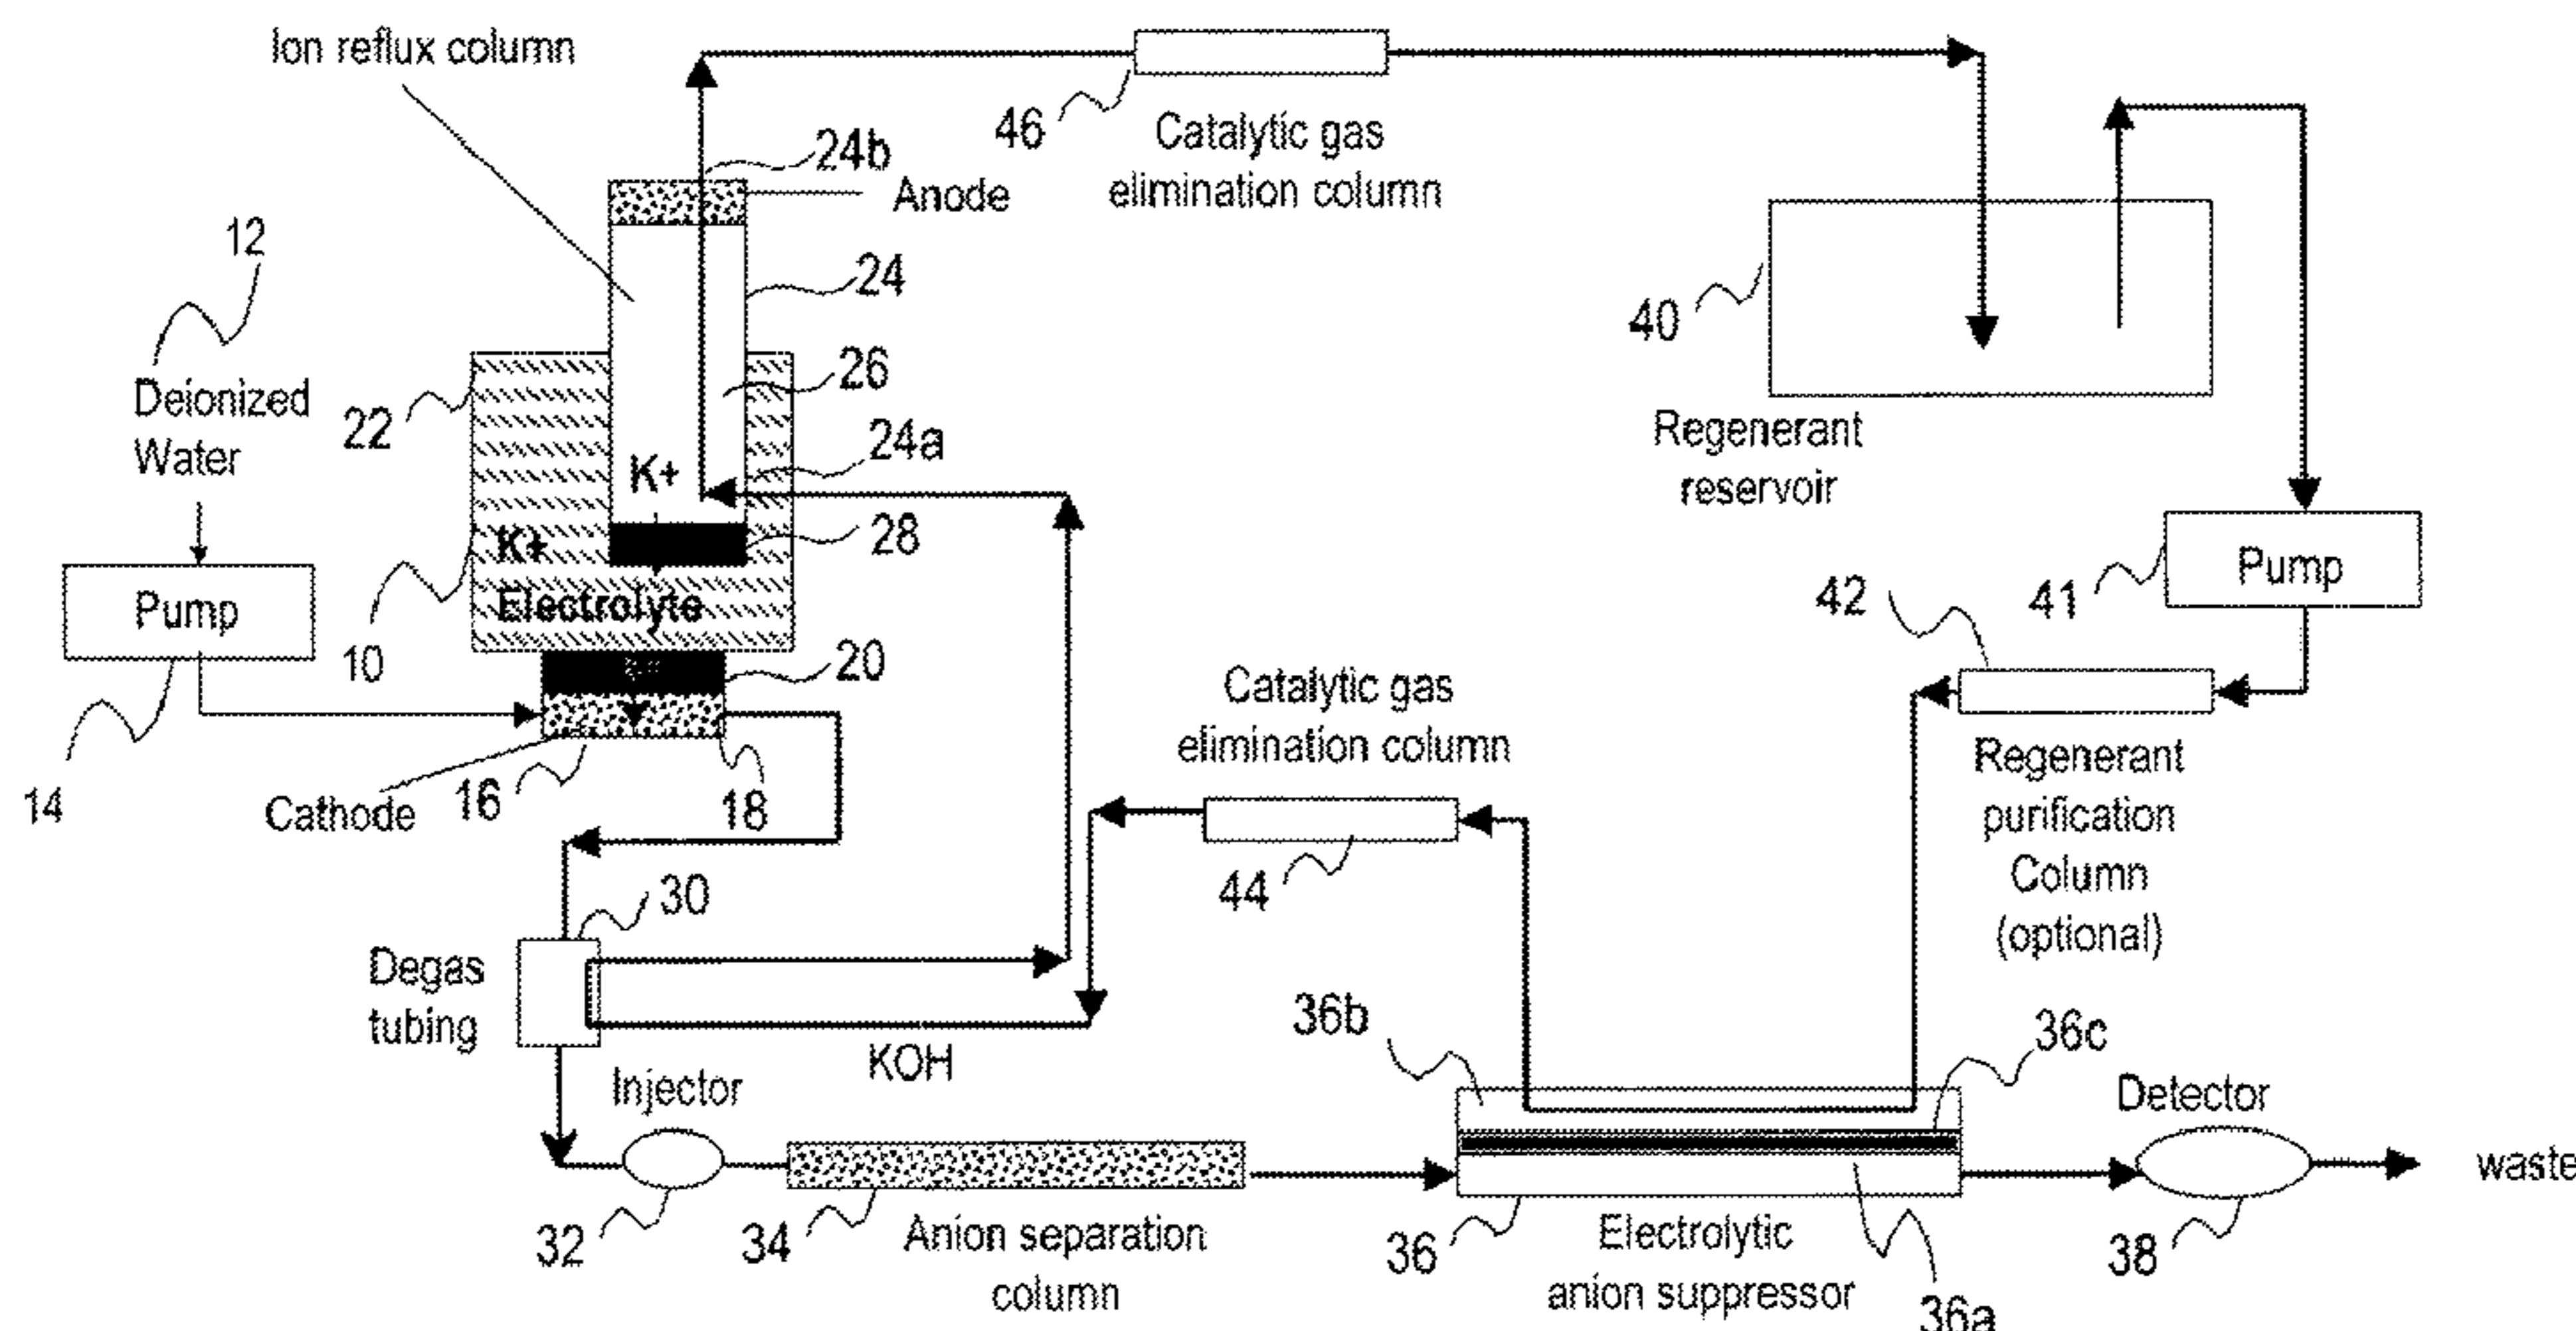 Ion reflux column
46
Catalytic gas
elimination column
24b
Anode
12
24
40
Deionized
Water
22
26
24a
Regenerant
reservoir
K+
28
K+
Electrolyte
Pump
10
20
42
41
Pump
Catalytic gas
elimination column
14
Cathode
16
18
Regenerant
purification
Column
(optional)
44
30
Degas
tubing
KOH
36b
36c
Injector
Detector
waste
32
34
Anion separation
column
36
Electrolytic
anion suppressor
36a
38